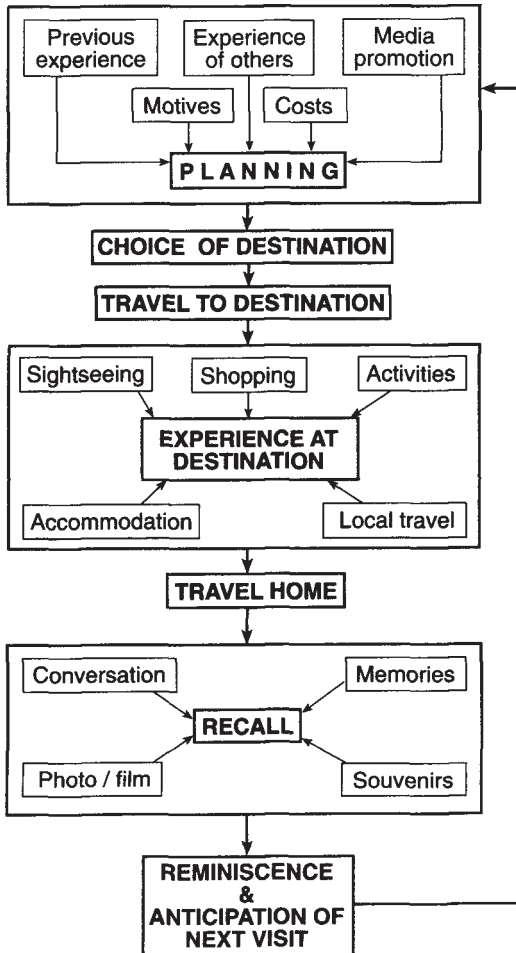 Previous
experience
Experience
of others
Media
promotion
Motives
Costs
PLANNING
CHOICE OF DESTINATION
TRAVEL TO DESTINATION
Sightseeing
Shopping
Activities
EXPERIENCE AT
DESTINATION
Accommodation
Local travel
TRAVEL HOME
Conversation
Memories
RECALL
Photo / film
Souvenirs
REMINISCENCE
&
ANTICIPATION OF
NEXT VISIT